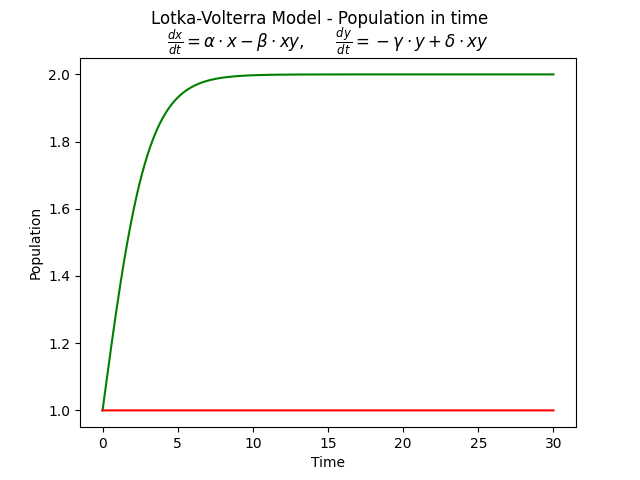 Lotka-Volterra Model - Population in time
dx/dt = α · x − β · xy,   dy/dt = −γ · y + δ · xy
2.0
1.8
1.6
1.4
1.2
1.0
Population
0 5 10 15 20 25 30
Time